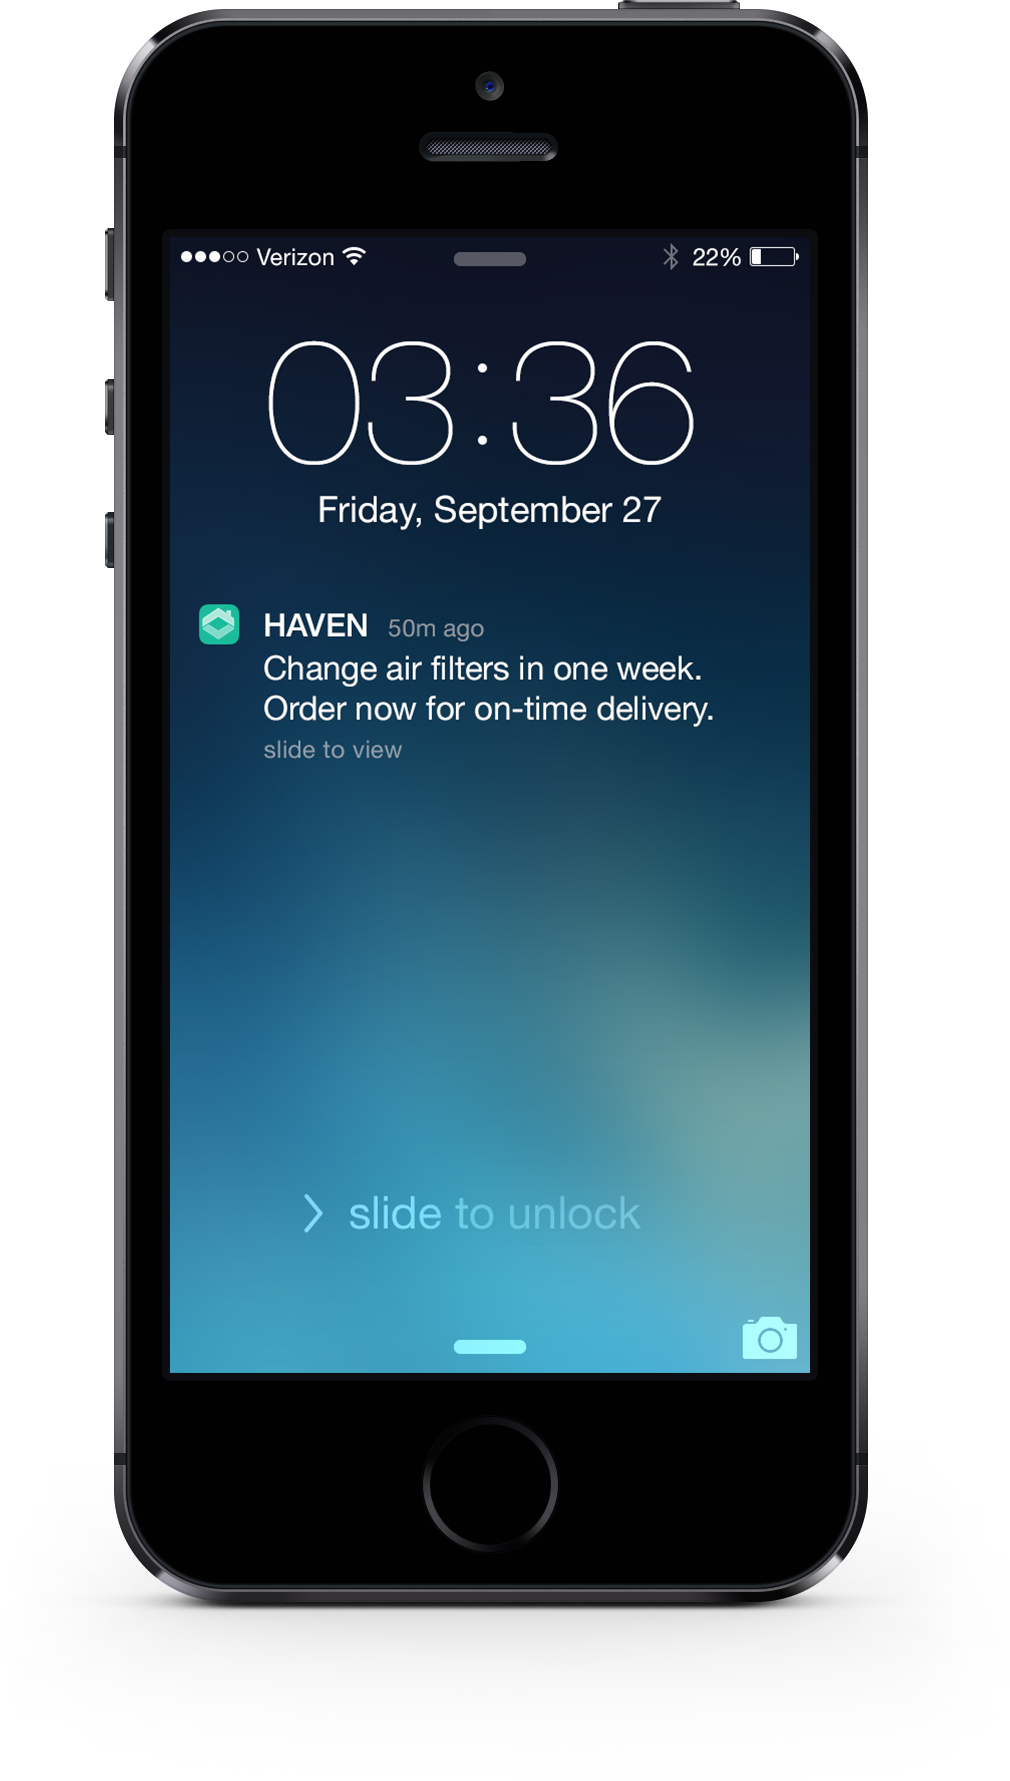 Verizon 22%
03:36
Friday, September 27
HAVEN 50m ago
Change air filters in one week.
Order now for on-time delivery.
slide to view
> slide to unlock